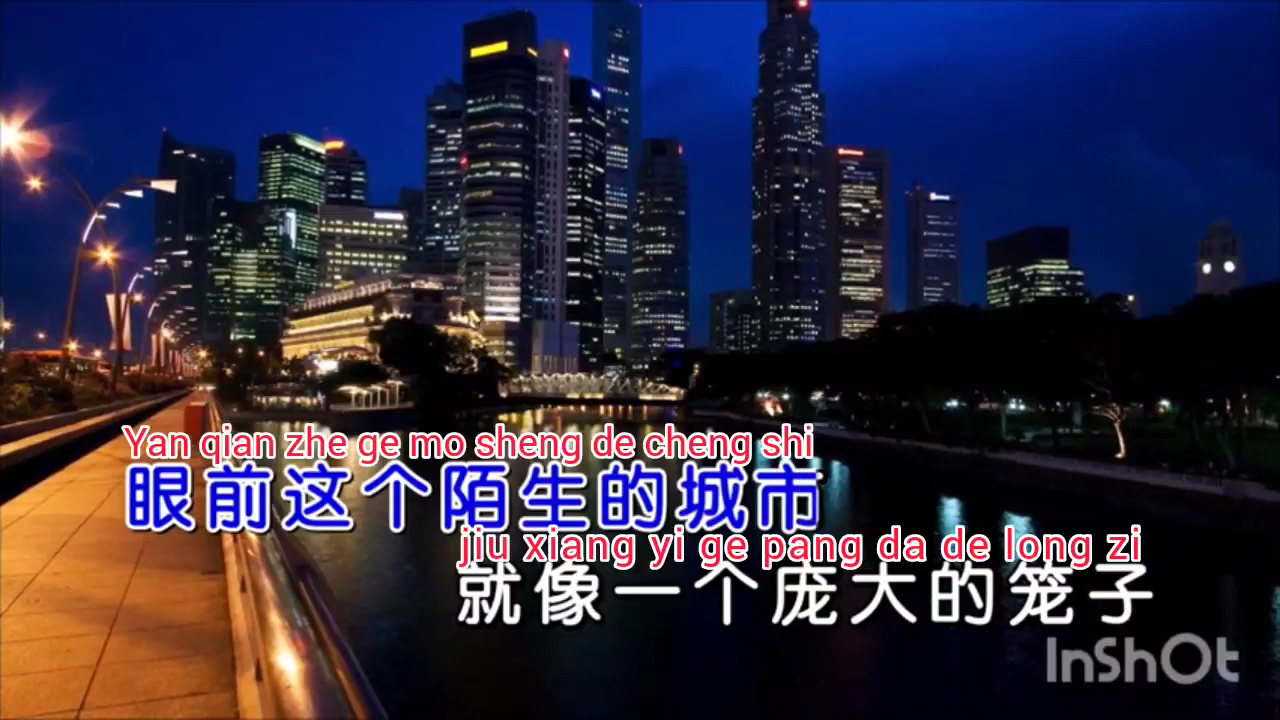 Yan qian zhe ge mo sheng de cheng shi
眼前这个陌生的城市
jiu xiang yi ge pang da de long zi
就像一个庞大的笼子
InShOt